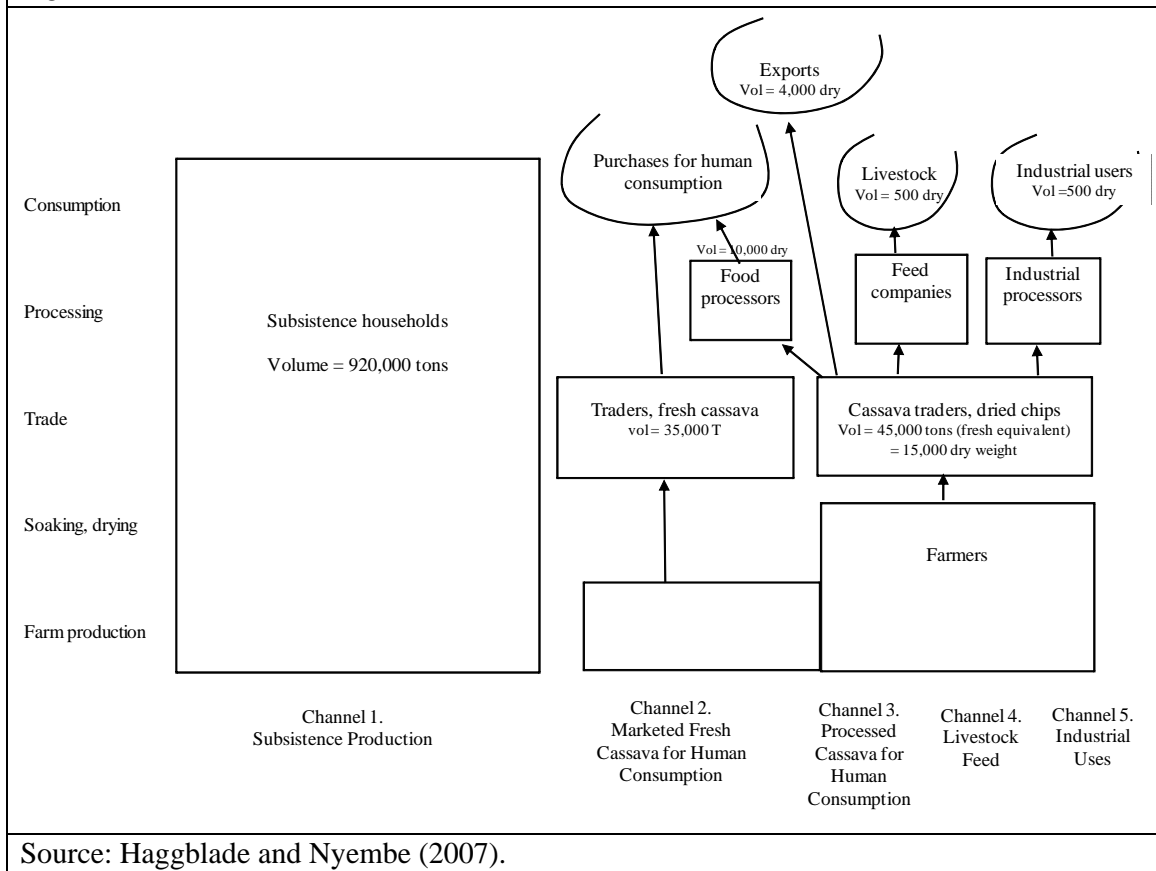 Exports
Vol = 4,000 dry
Purchases for human
consumption
Livestock
Vol = 500 dry
Industrial users
Vol =500 dry
Consumption
Vol = 10,000 dry
Food
processors
Feed
companies
Industrial
processors
Processing
Subsistence households
Volume = 920,000 tons
Trade
Traders, fresh cassava
vol = 35,000 T
Cassava traders, dried chips
Vol = 45,000 tons (fresh equivalent)
= 15,000 dry weight
Soaking, drying
Farmers
Farm production
Channel 1.
Subsistence Production
Channel 2.
Marketed Fresh
Cassava for Human
Consumption
Channel 3.
Processed
Cassava for
Human
Consumption
Channel 4.
Livestock
Feed
Channel 5.
Industrial
Uses
Source: Haggblade and Nyembe (2007).